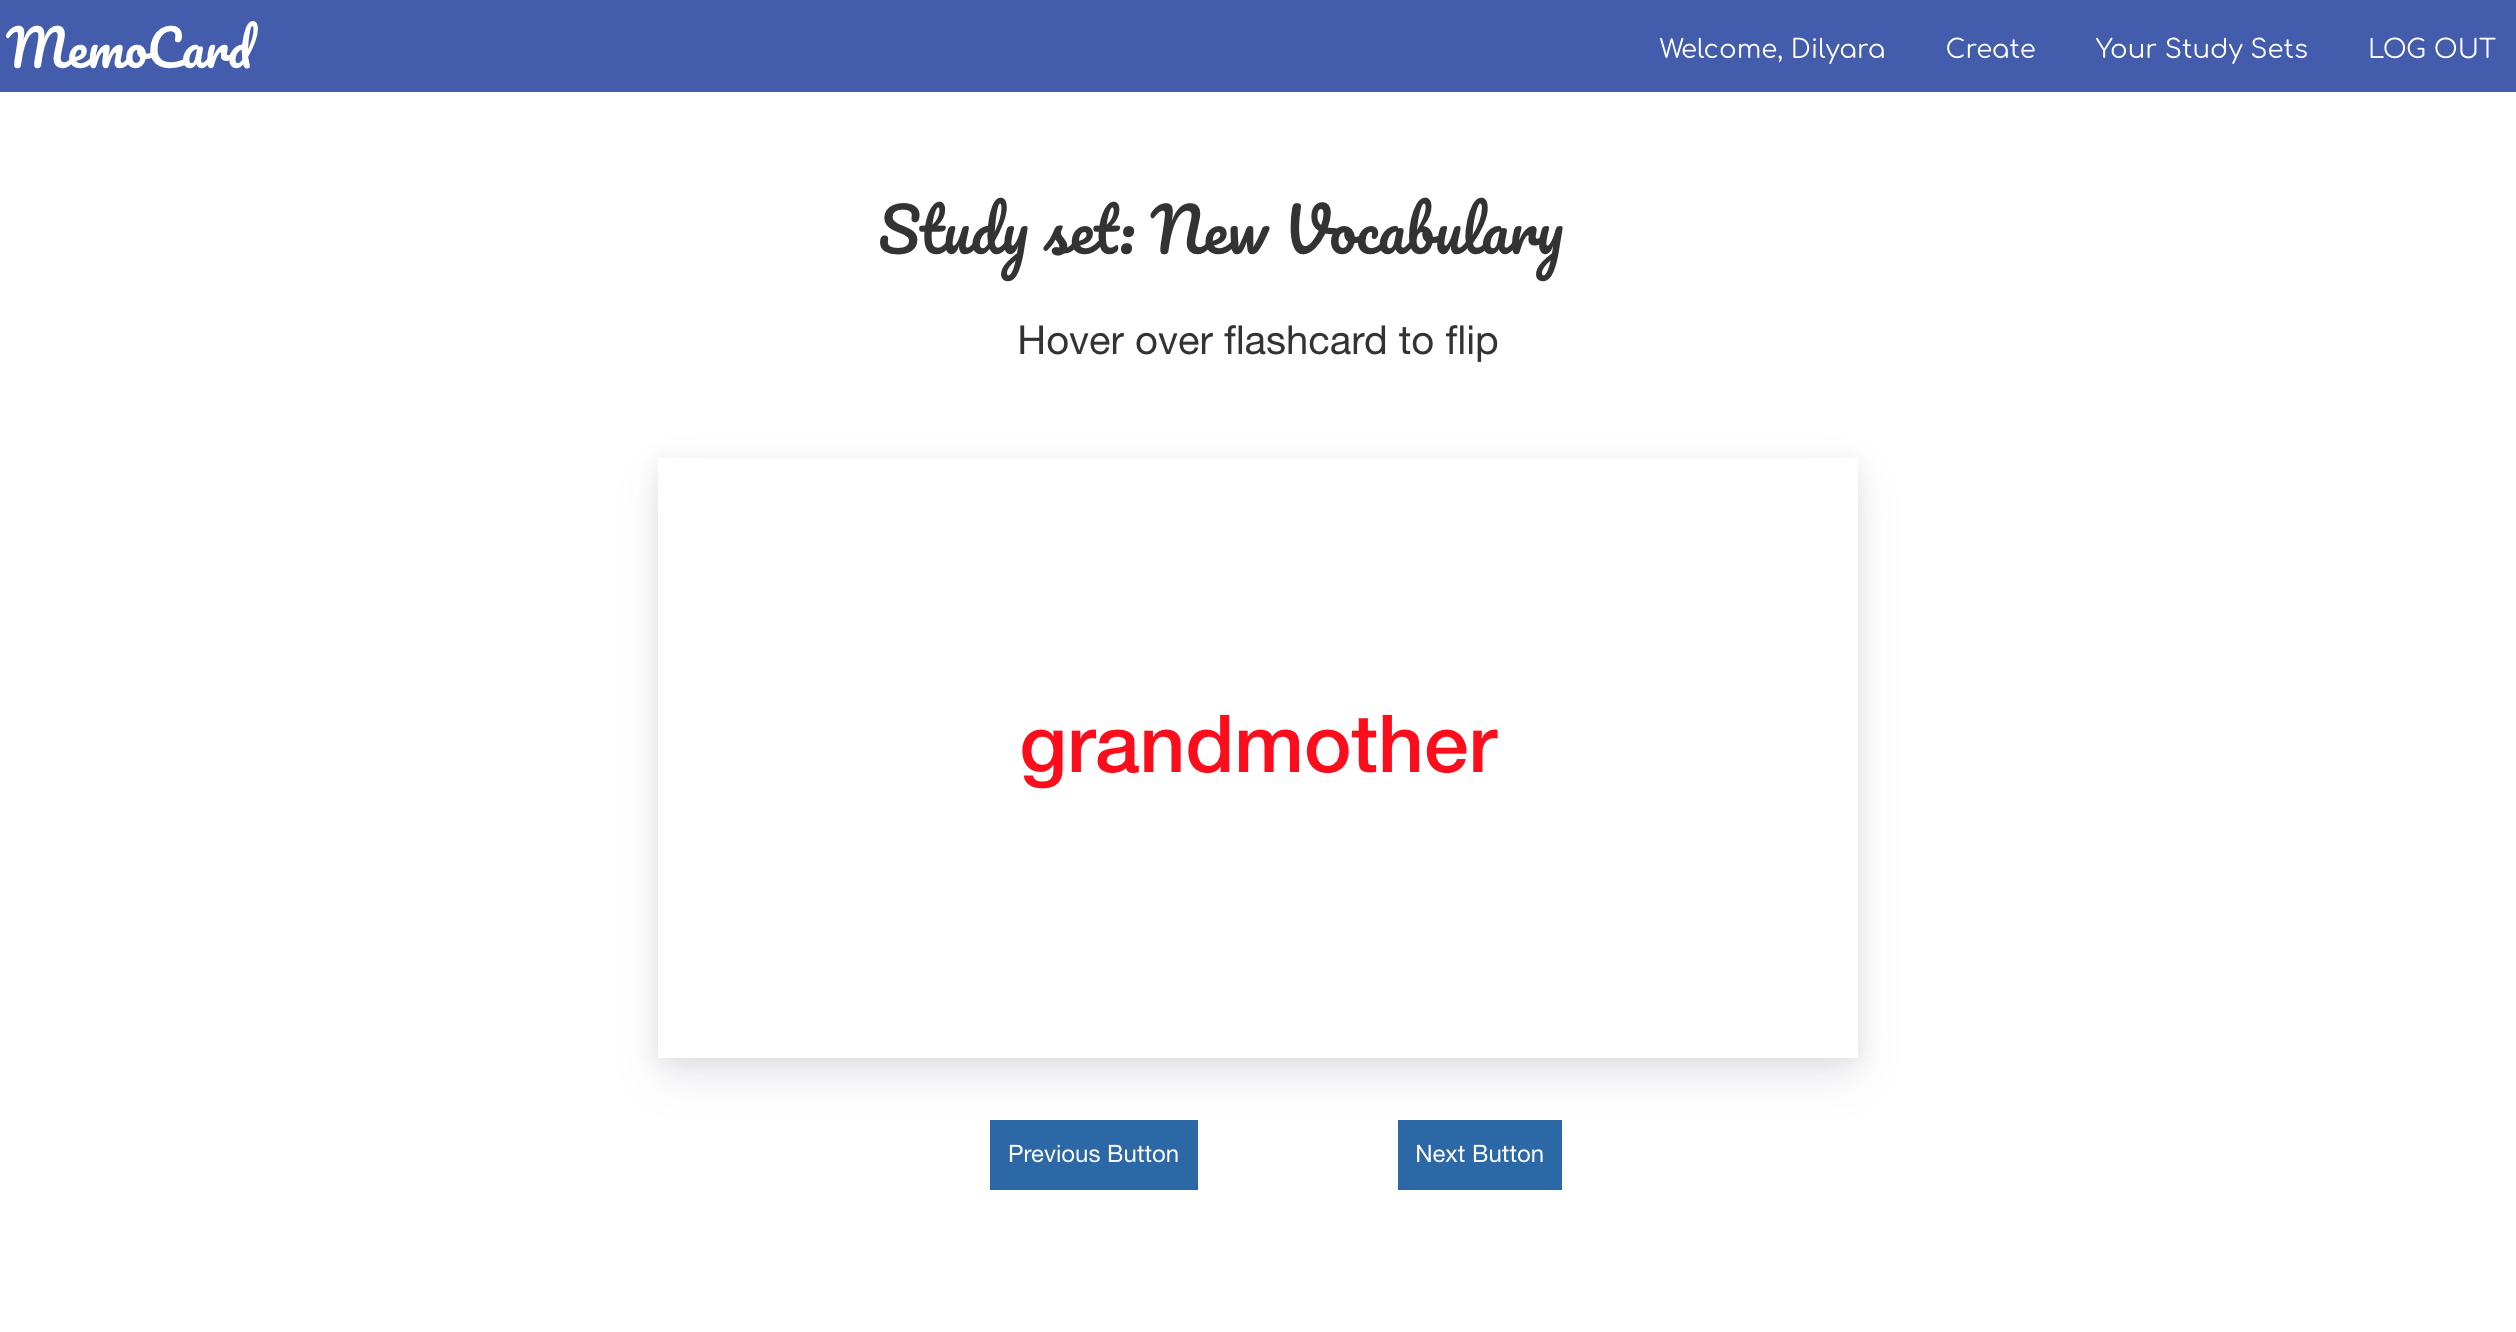 MemoCard
Welcome, Dilyara
Create
Your Study Sets
LOG OUT
Study set: New Vocabulary
Hover over flashcard to flip
grandmother
Previous Button
Next Button